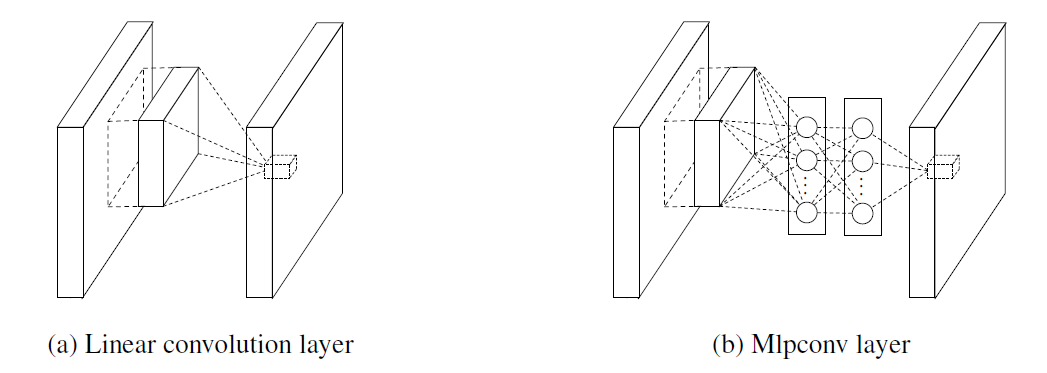 (a) Linear convolution layer
(b) Mlpconv layer